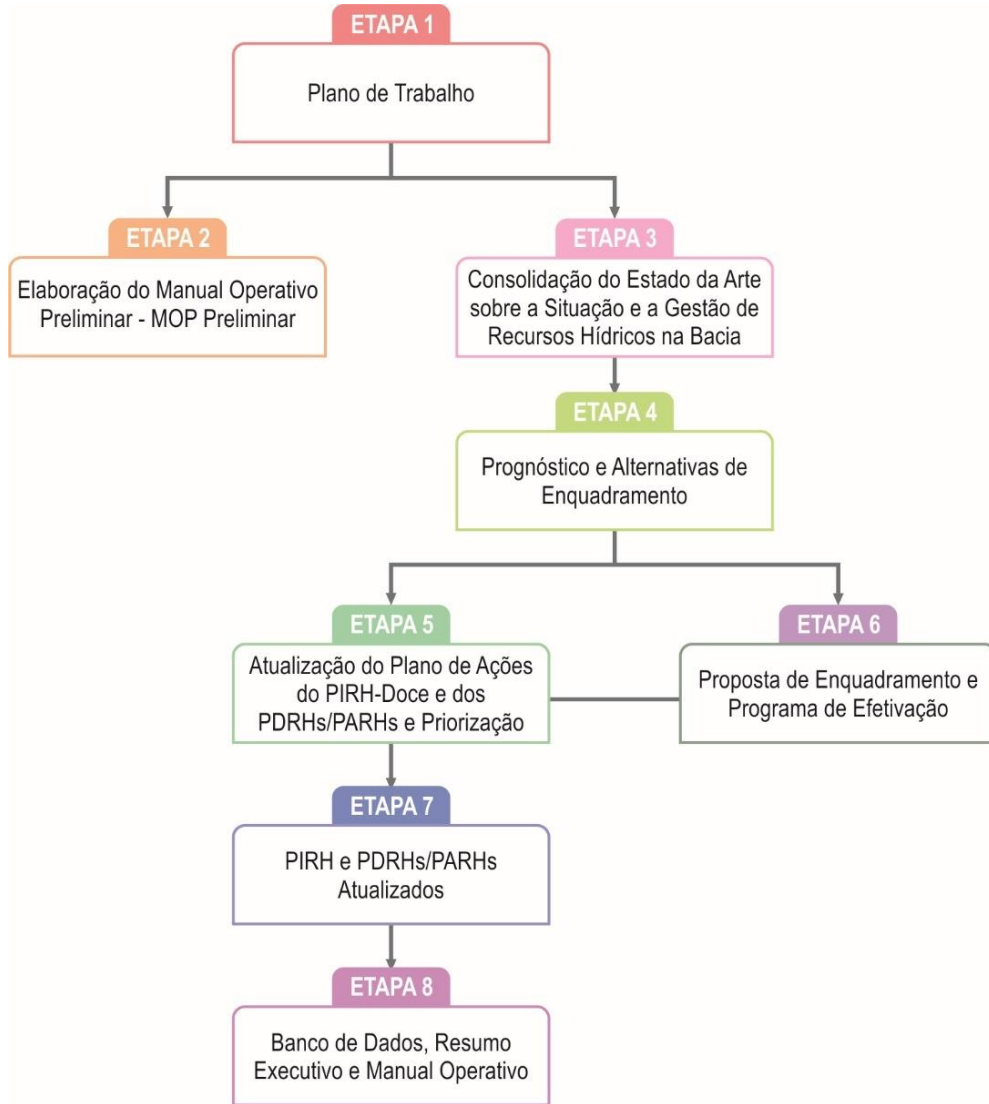 ETAPA 1
Plano de Trabalho
ETAPA 2
Elaboração do Manual Operativo
Preliminar - MOP Preliminar
ETAPA 3
Consolidação do Estado da Arte
sobre a Situação e a Gestão de
Recursos Hídricos na Bacia
ETAPA 4
Prognóstico e Alternativas de
Enquadramento
ETAPA 5
Atualização do Plano de Ações
do PIRH-Doce e dos
PDRHs/PARHs e Priorização
ETAPA 6
Proposta de Enquadramento e
Programa de Efetivação
ETAPA 7
PIRH e PDRHs/PARHs
Atualizados
ETAPA 8
Banco de Dados, Resumo
Executivo e Manual Operativo